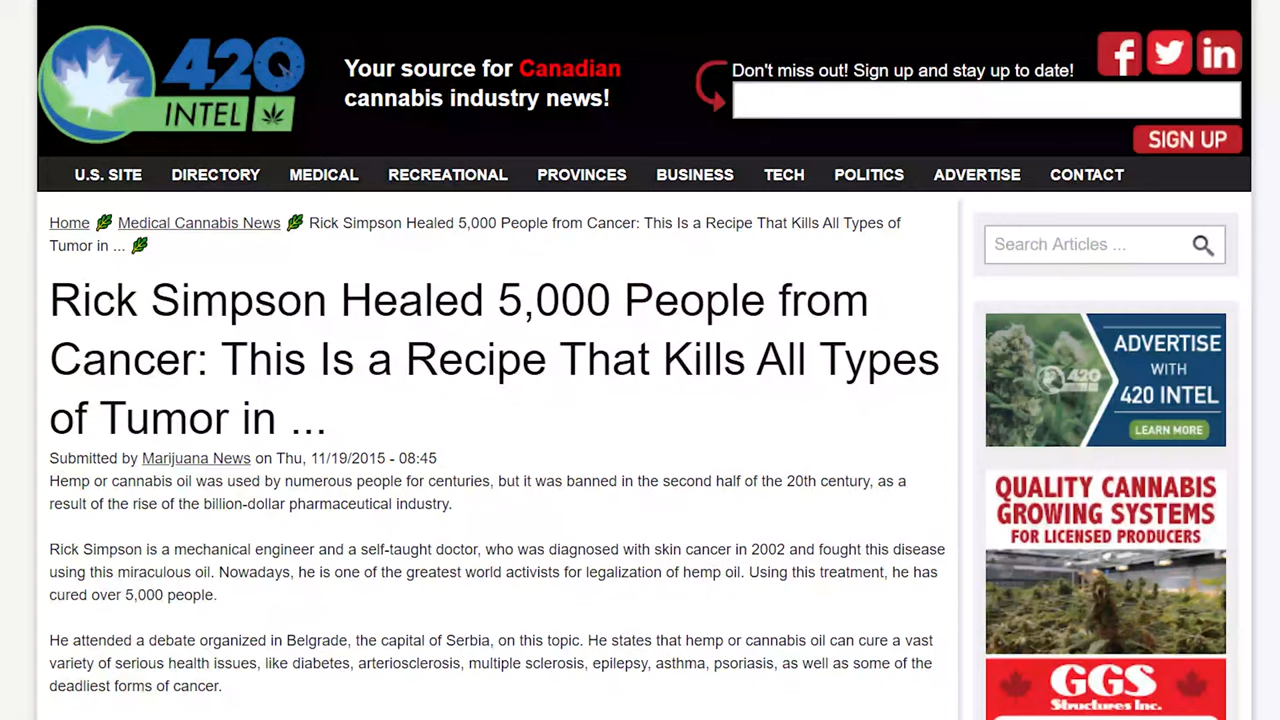 420
INTEL
Your source for Canadian
cannabis industry news!
Don't miss out! Sign up and stay up to date!
SIGN UP
U.S. SITE DIRECTORY MEDICAL RECREATIONAL PROVINCES BUSINESS TECH POLITICS ADVERTISE CONTACT
Home Medical Cannabis News Rick Simpson Healed 5,000 People from Cancer: This Is a Recipe That Kills All Types of
Tumor in ...
Rick Simpson Healed 5,000 People from
Cancer: This Is a Recipe That Kills All Types
of Tumor in ...
Submitted by Marijuana News on Thu, 11/19/2015 - 08:45
Hemp or cannabis oil was used by numerous people for centuries, but it was banned in the second half of the 20th century, as a
result of the rise of the billion-dollar pharmaceutical industry.
Rick Simpson is a mechanical engineer and a self-taught doctor, who was diagnosed with skin cancer in 2002 and fought this disease
using this miraculous oil. Nowadays, he is one of the greatest world activists for legalization of hemp oil. Using this treatment, he has
cured over 5,000 people.
He attended a debate organized in Belgrade, the capital of Serbia, on this topic. He states that hemp or cannabis oil can cure a vast
variety of serious health issues, like diabetes, arteriosclerosis, multiple sclerosis, epilepsy, asthma, psoriasis, as well as some of the
deadliest forms of cancer.
Search Articles ...
420
ADVERTISE
WITH
420 INTEL
LEARN MORE
QUALITY CANNABIS
GROWING SYSTEMS
FOR LICENSED PRODUCERS
GGS
Structures Inc.